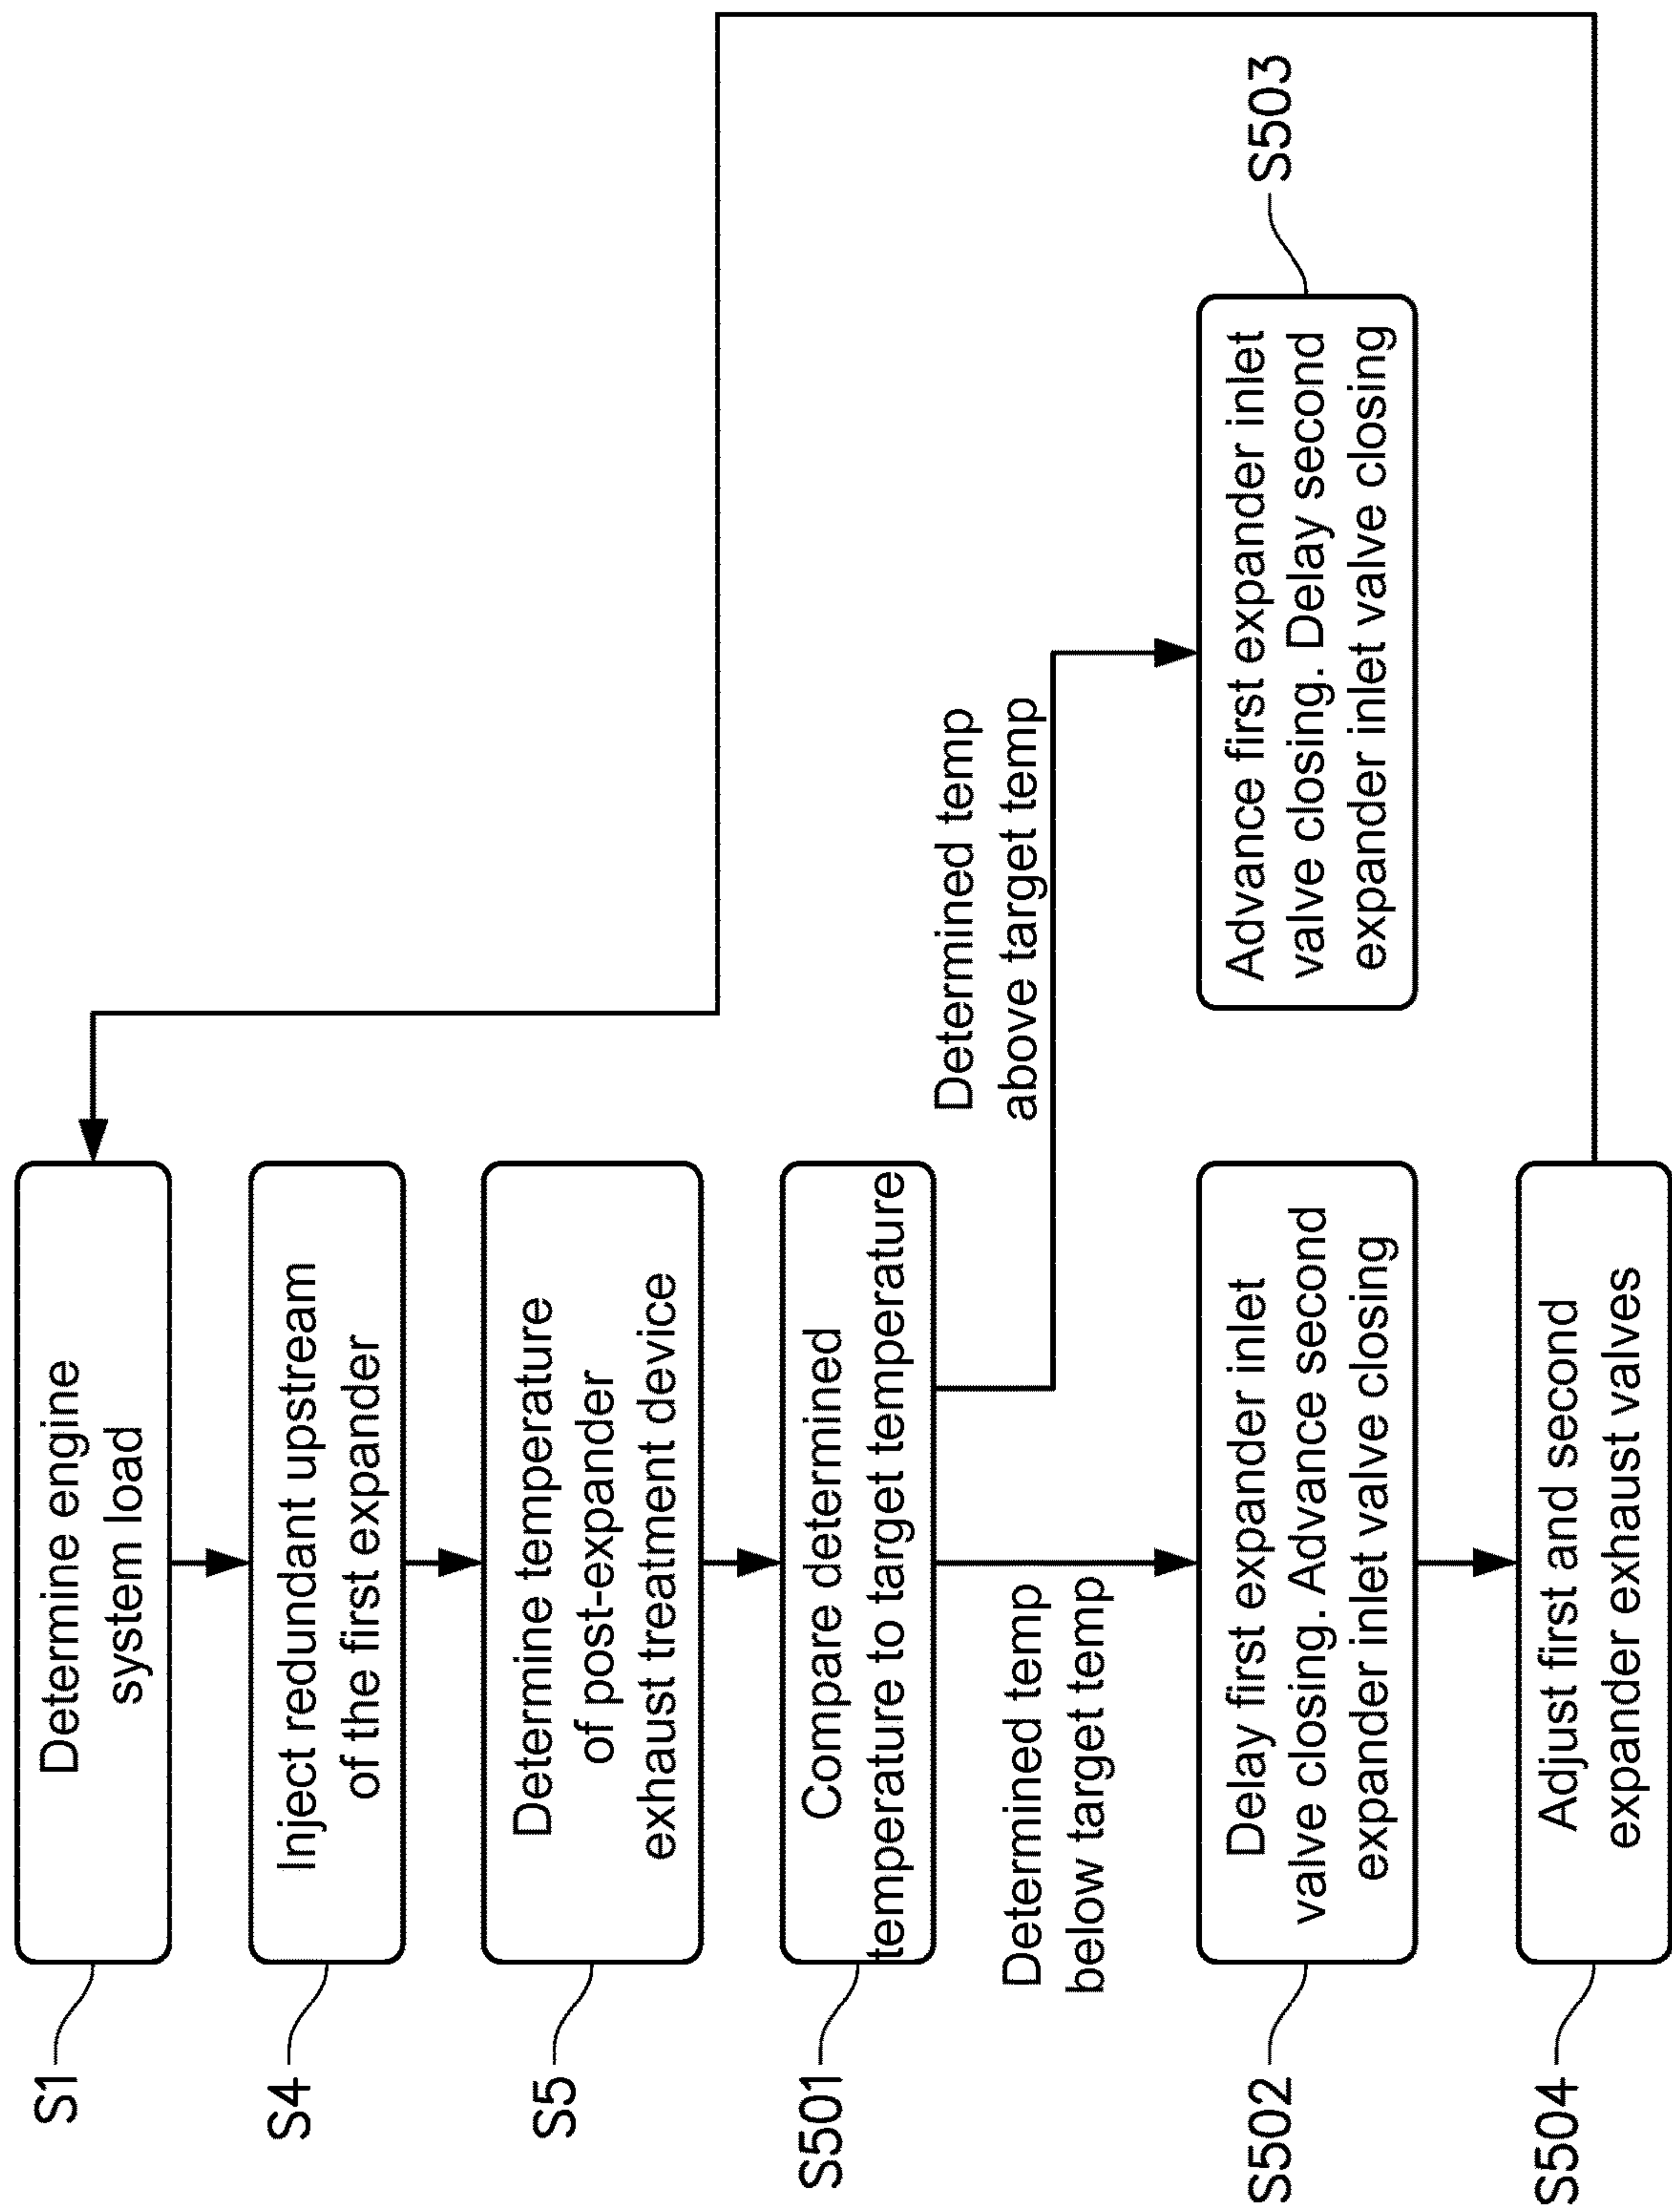 S1
Determine engine
system load
S4
Inject redundant upstream
of the first expander
S5
Determine temperature
of post-expander
exhaust treatment device
S501
Compare determined
temperature to target temperature
Determined temp
below target temp
Determined temp
above target temp
S502
Delay first expander inlet
valve closing. Advance second
expander inlet valve closing
Advance first expander inlet
valve closing. Delay second
expander inlet valve closing
S503
S504
Adjust first and second
expander exhaust valves